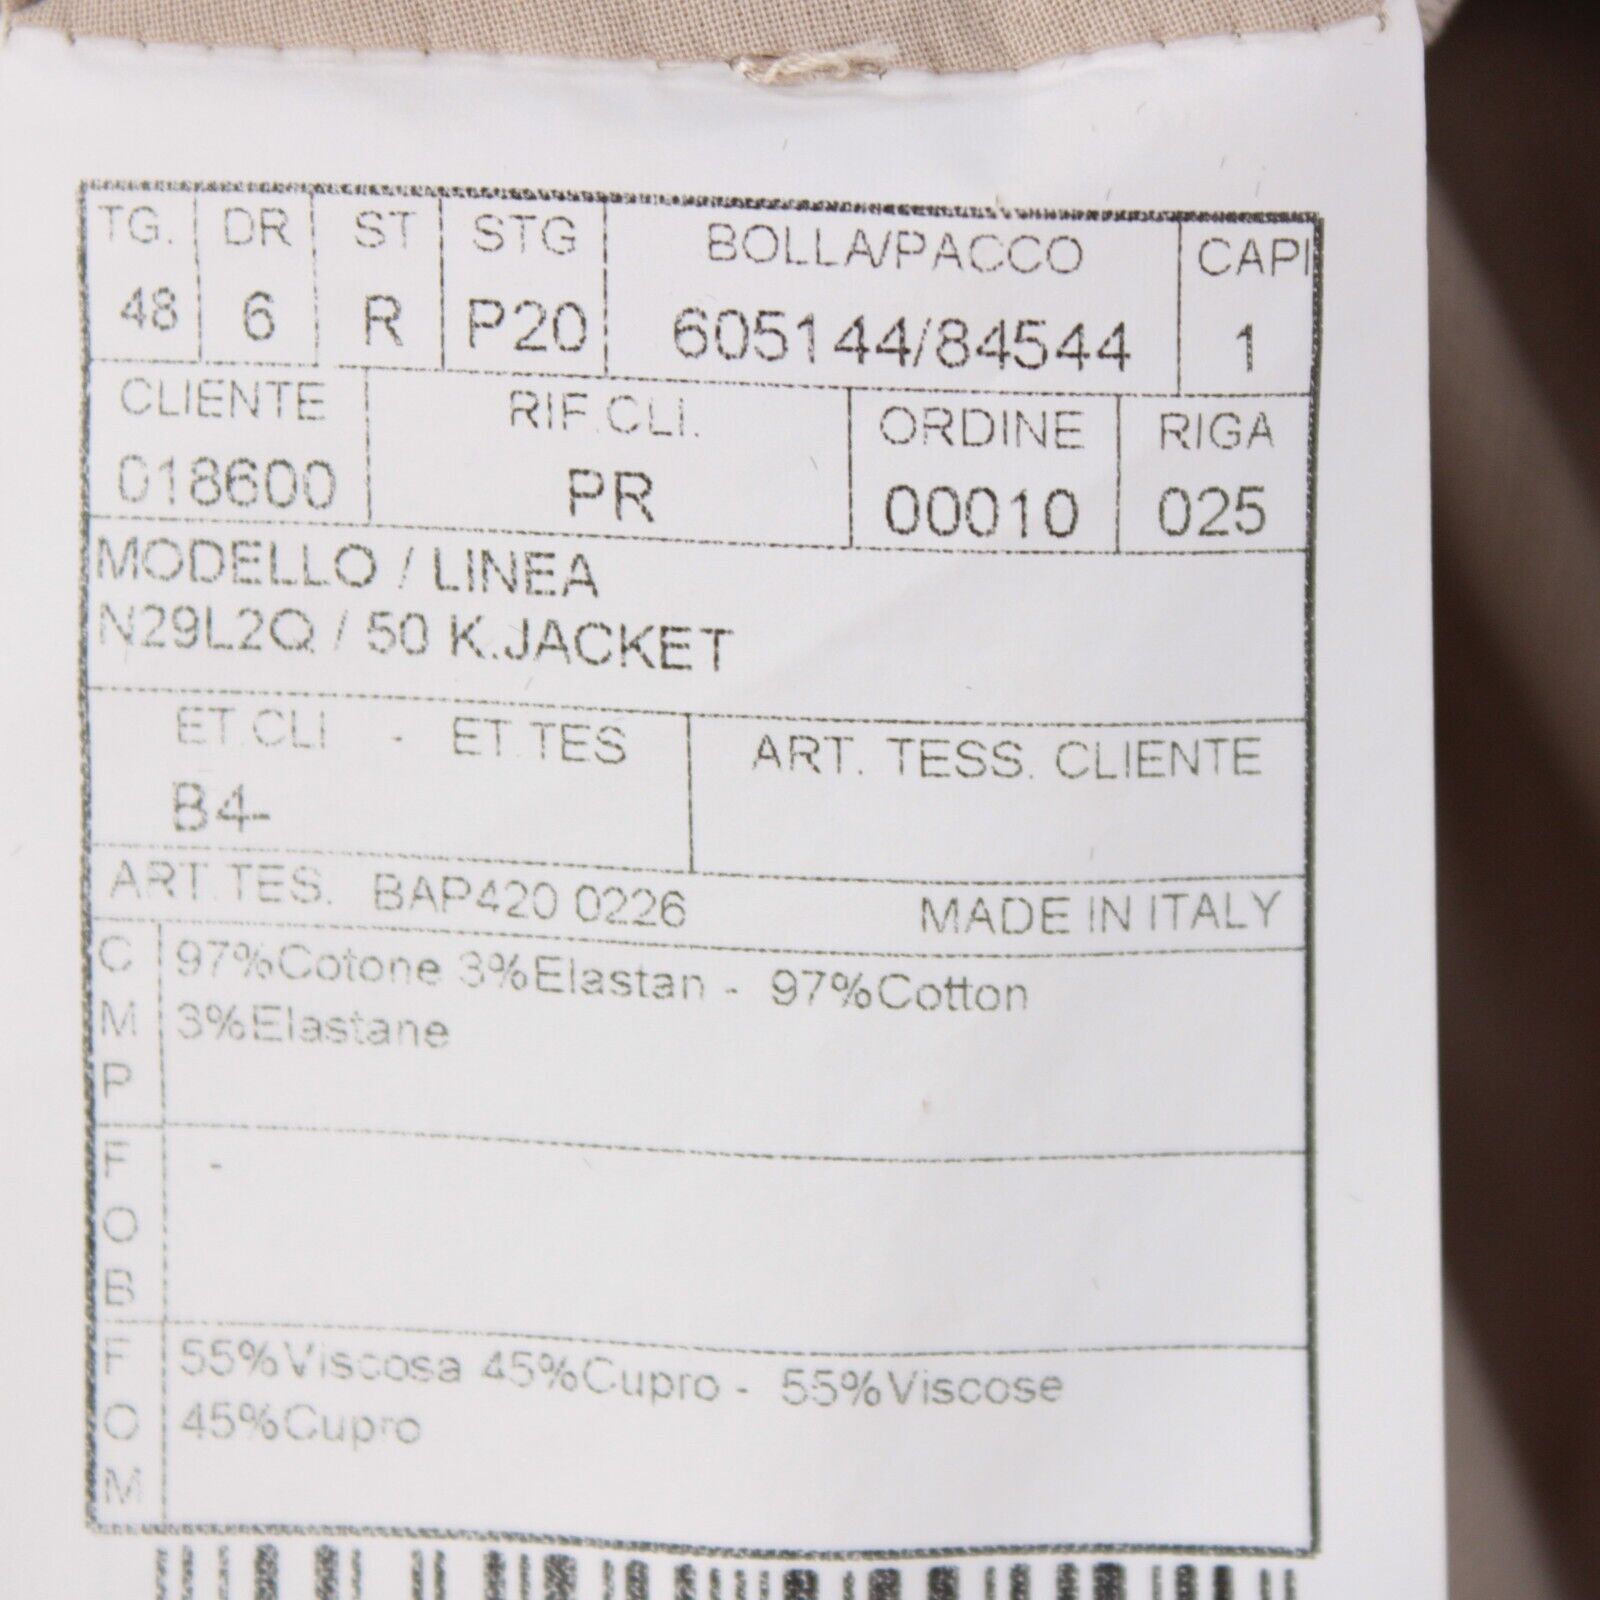 TG. DR ST STG BOLLA/PACCO CAPI
48 6 R P20 605144/84544 1
CLIENTE RIF.CLI. ORDINE RIGA
018600 PR 00010 025
MODELLO / LINEA
N29L2Q / 50 K.JACKET
ET.CLI - ET.TES ART. TESS. CLIENTE
B4-
ART.TES. BAP420 0226 MADE IN ITALY
CMP 97%Cotone 3%Elastan - 97%Cotton
3%Elastane
FOB -
FOM 55%Viscosa 45%Cupro - 55%Viscose
45%Cupro